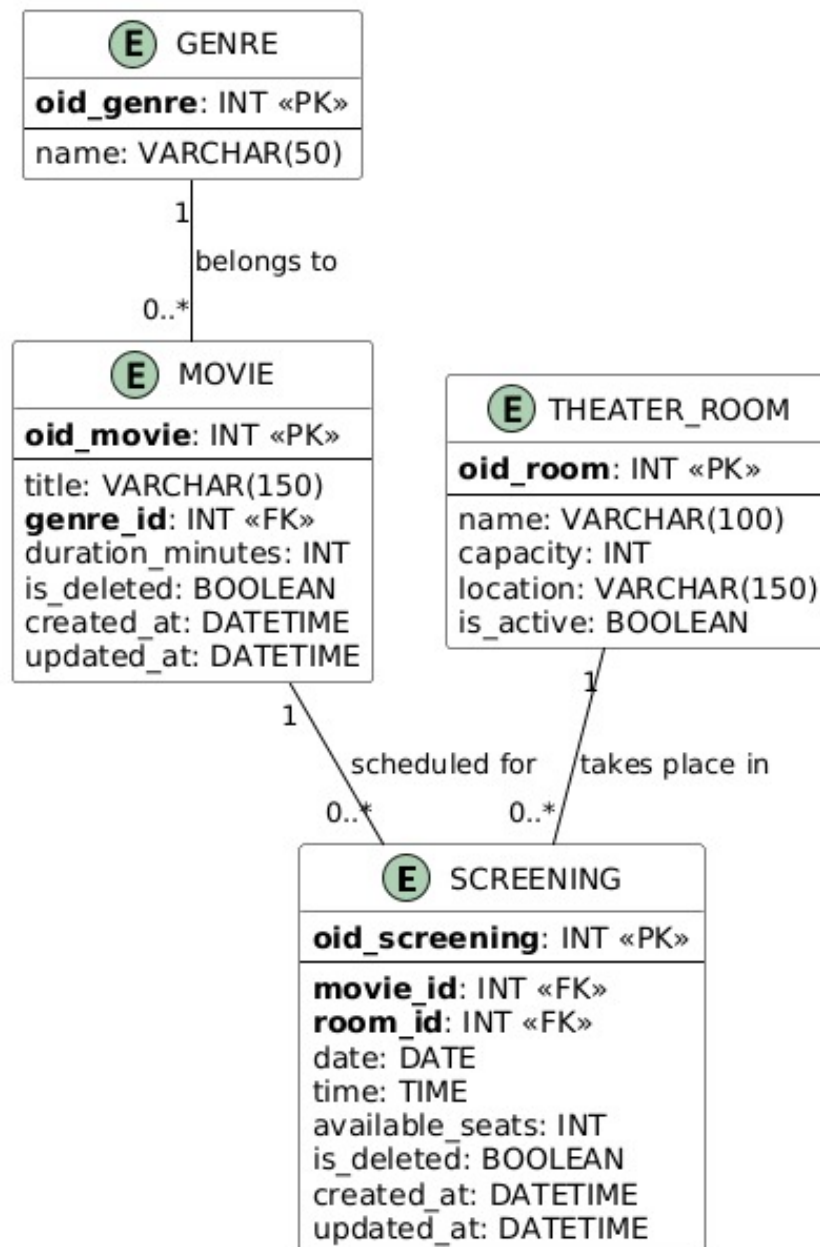 E GENRE
oid_genre: INT «PK»
name: VARCHAR(50)
1
belongs to
0..*
E MOVIE
oid_movie: INT «PK»
title: VARCHAR(150)
genre_id: INT «FK»
duration_minutes: INT
is_deleted: BOOLEAN
created_at: DATETIME
updated_at: DATETIME
E THEATER_ROOM
oid_room: INT «PK»
name: VARCHAR(100)
capacity: INT
location: VARCHAR(150)
is_active: BOOLEAN
1
scheduled for
0..*
1
takes place in
0..*
E SCREENING
oid_screening: INT «PK»
movie_id: INT «FK»
room_id: INT «FK»
date: DATE
time: TIME
available_seats: INT
is_deleted: BOOLEAN
created_at: DATETIME
updated_at: DATETIME